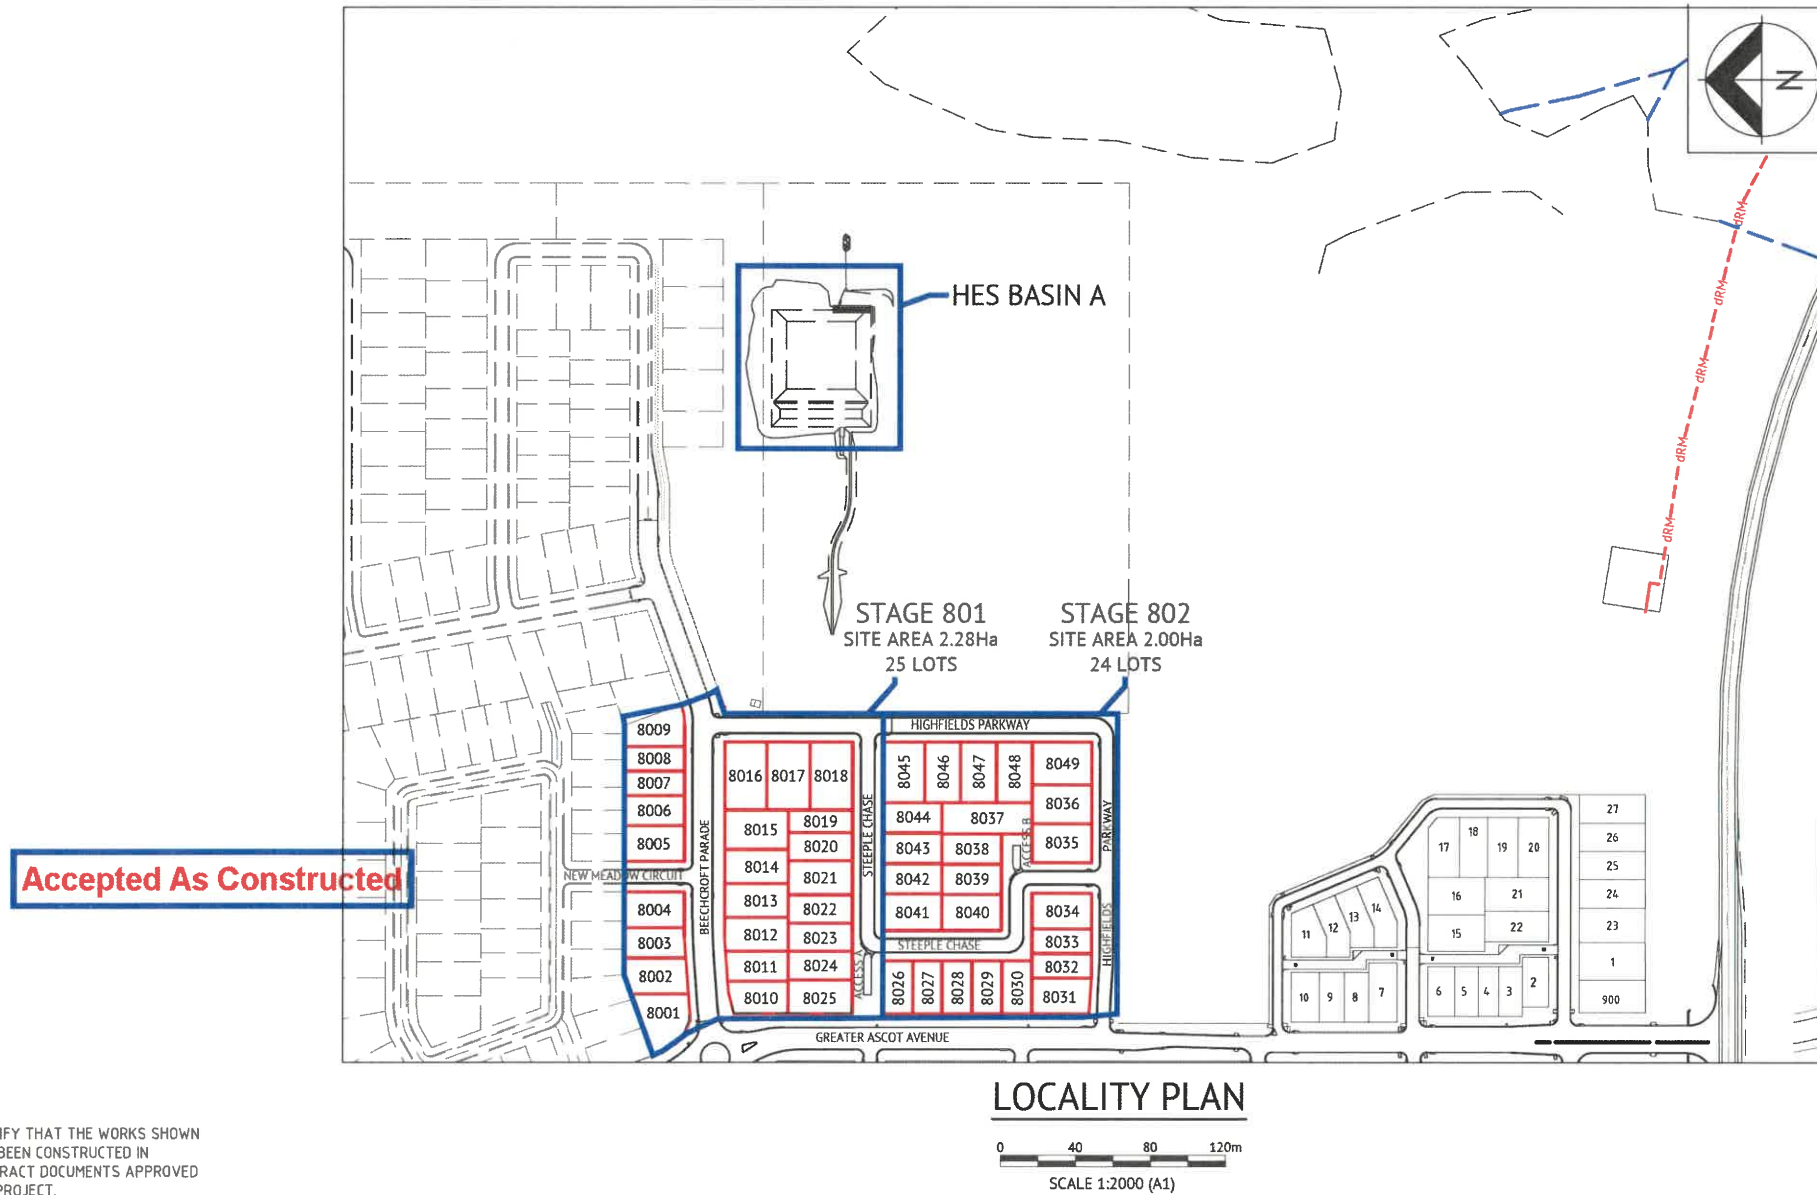 N
dRM
dRM
dRM
dRM
dRM
HES BASIN A
STAGE 801
SITE AREA 2.28Ha
25 LOTS
STAGE 802
SITE AREA 2.00Ha
24 LOTS
HIGHFIELDS PARKWAY
8009
8008
8007
8006
8005
NEW MEADOW CIRCUIT
8004
8003
8002
8001
BEECHCROFT PARADE
8016
8017
8018
8015
8019
8020
8014
8021
8013
8022
8012
8023
8011
8024
8010
8025
STEEPLE CHASE
ACCESS A
8045
8046
8047
8048
8049
8044
8037
8036
8043
8038
8035
ACCESS B
8042
8039
8041
8040
8034
STEEPLE CHASE
8033
8032
8031
8026
8027
8028
8029
8030
PARKWAY
HIGHFIELDS
GREATER ASCOT AVENUE
Accepted As Constructed
17
18
19
20
16
21
15
22
11
12
13
14
10
9
8
7
6
5
4
3
2
27
26
25
24
23
1
900
LOCALITY PLAN
0 40 80 120m
SCALE 1:2000 (A1)
IFY THAT THE WORKS SHOWN
BEEN CONSTRUCTED IN
RACT DOCUMENTS APPROVED
PROJECT.